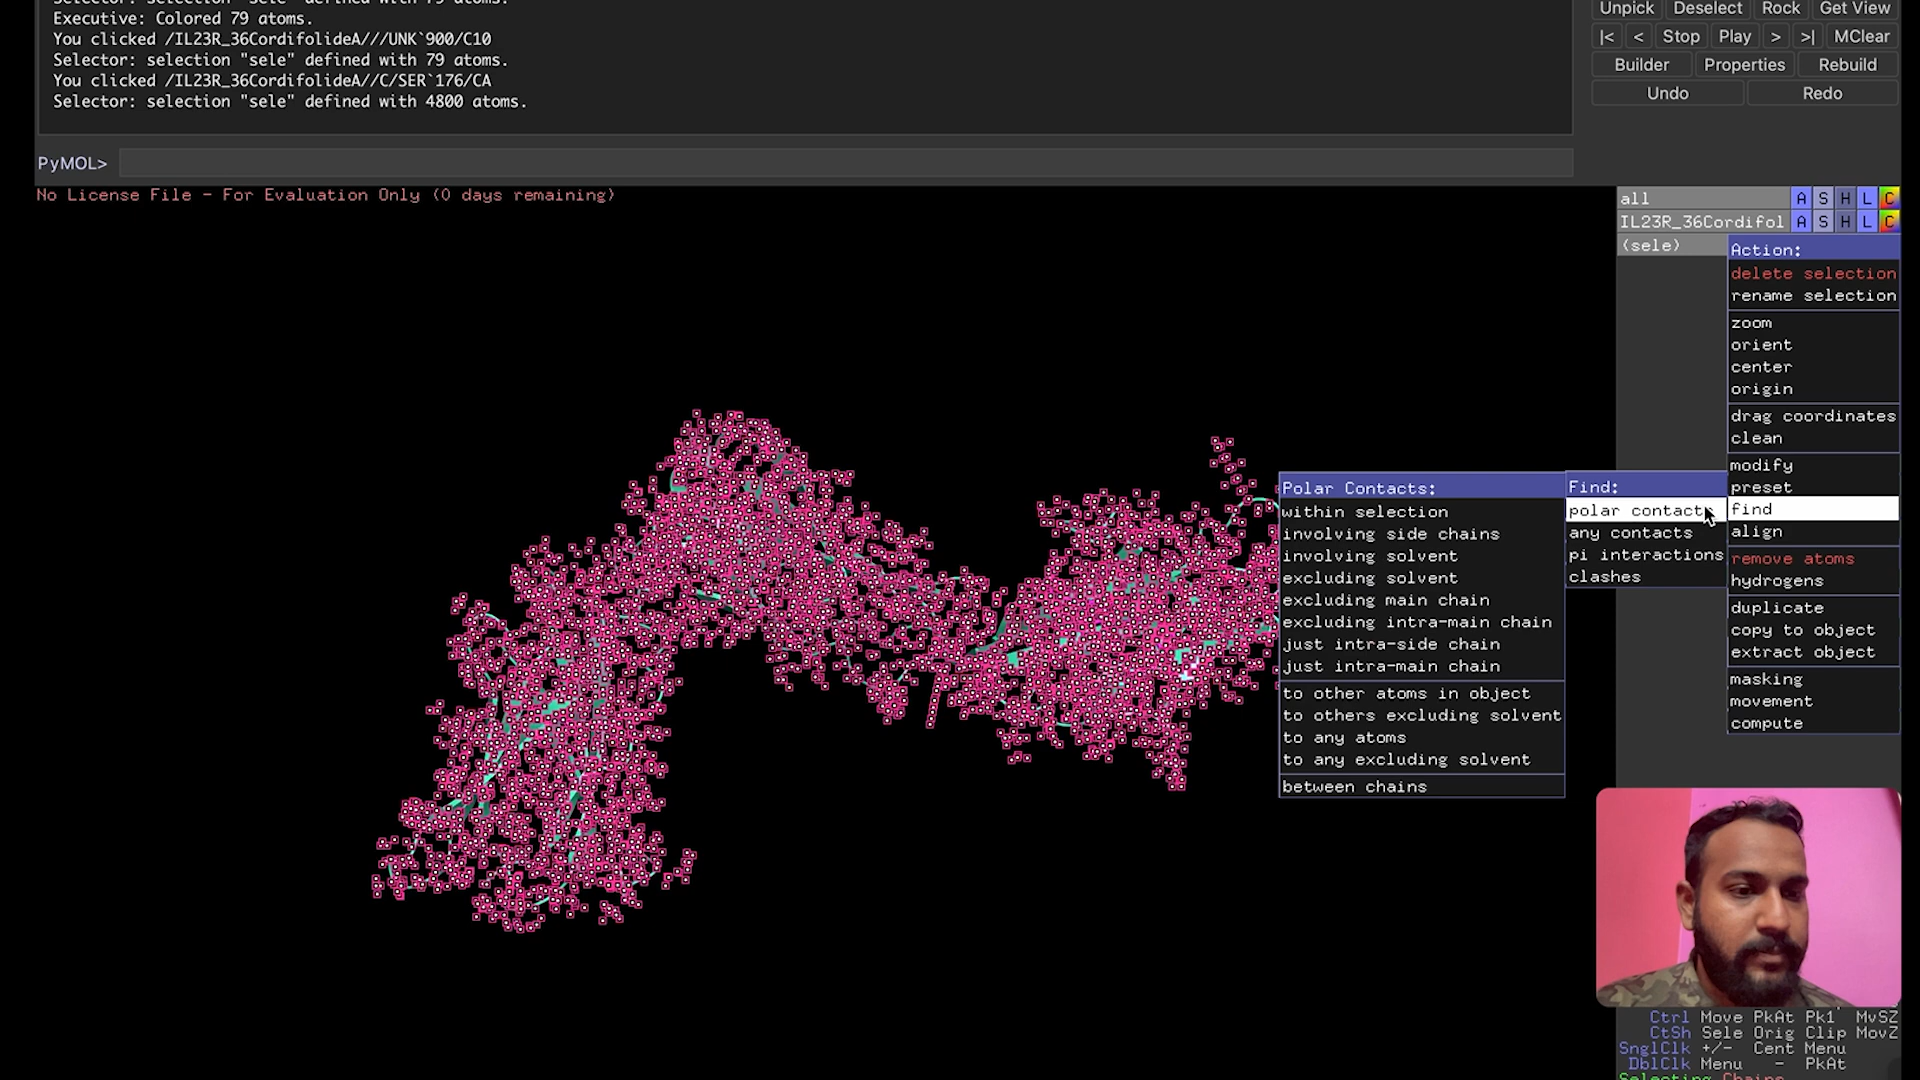 Executive: Colored 79 atoms.
You clicked /IL23R_36CordifolideA///UNK`900/C10
Selector: selection "sele" defined with 79 atoms.
You clicked /IL23R_36CordifolideA//C/SER`176/CA
Selector: selection "sele" defined with 4800 atoms.
Unpick Deselect Rock Get View
|< < Stop Play > >| MClear
Builder Properties Rebuild
Undo Redo
PyMOL>
No License File - For Evaluation Only (0 days remaining)
all A S H L C
IL23R_36Cordifol A S H L C
(sele)
Action:
delete selection
rename selection
zoom
orient
center
origin
drag coordinates
clean
modify
preset
find
align
remove atoms
hydrogens
duplicate
copy to object
extract object
masking
movement
compute
Find:
polar contacts
any contacts
pi interactions
clashes
Polar Contacts:
within selection
involving side chains
involving solvent
excluding solvent
excluding main chain
excluding intra-main chain
just intra-side chain
just intra-main chain
to other atoms in object
to others excluding solvent
to any atoms
to any excluding solvent
between chains
Ctrl Move PkAt Pk1 MvSZ
CtSh Sele Orig Clip MovZ
SnglClk +/- Cent Menu
DblClk Menu - PkAt
Selecting Chains